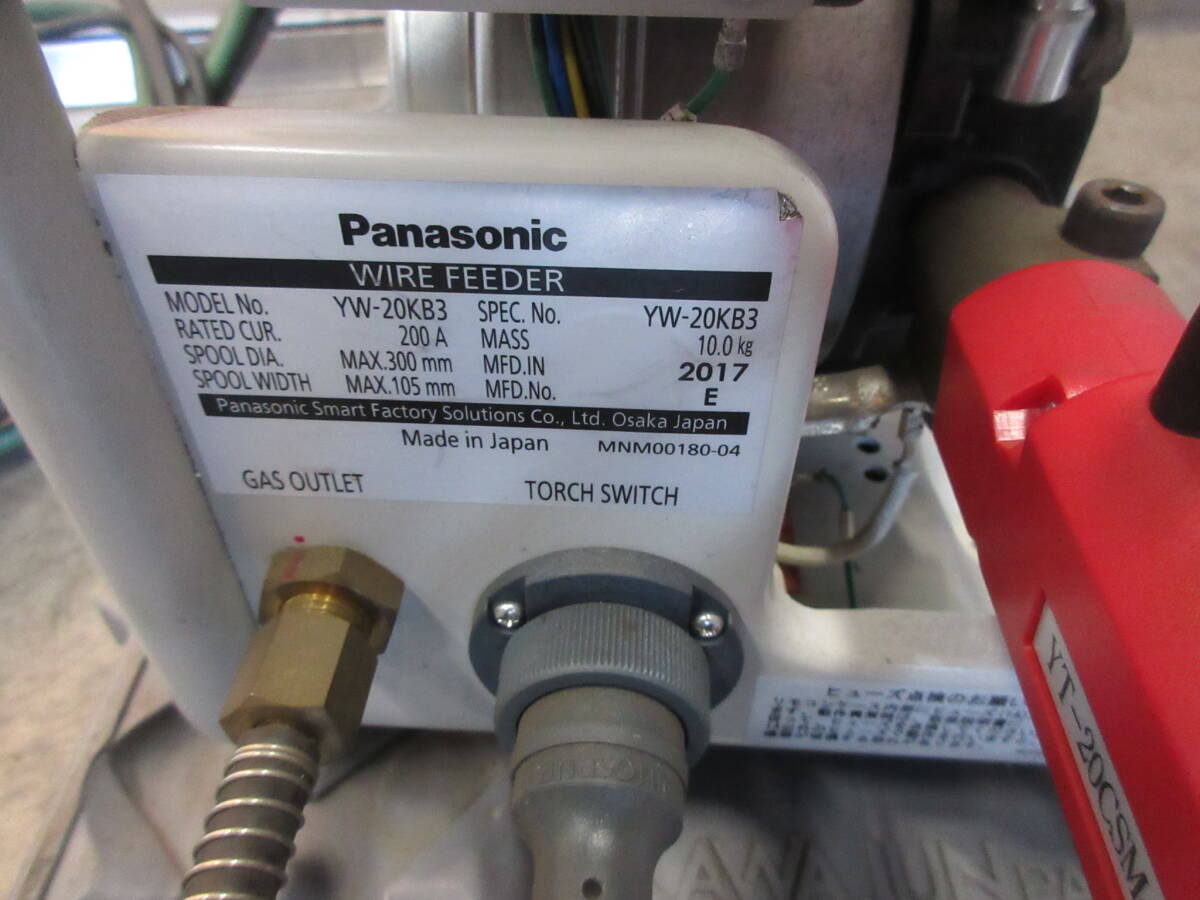 Panasonic
WIRE FEEDER
MODEL No. YW-20KB3 SPEC. No. YW-20KB3
RATED CUR. 200 A MASS 10.0 kg
SPOOL DIA. MAX.300 mm MFD.IN 2017
SPOOL WIDTH MAX.105 mm MFD.No. E
Panasonic Smart Factory Solutions Co., Ltd. Osaka Japan
Made in Japan MNM00180-04
GAS OUTLET TORCH SWITCH
ヒューズ点検のお願い
YT-20CSM